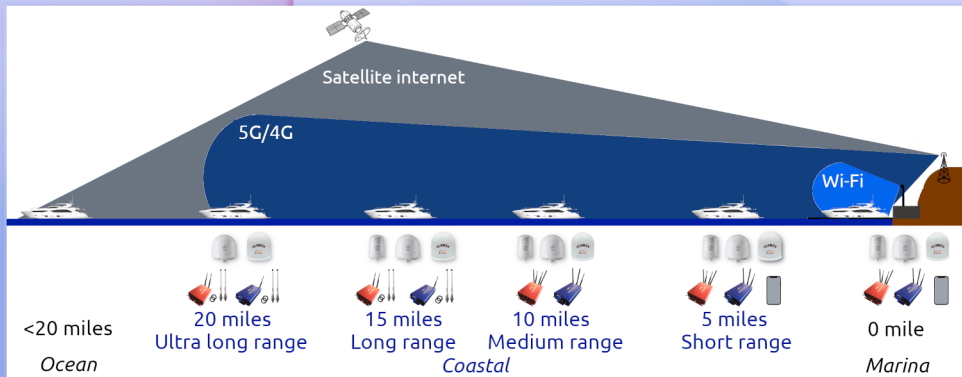 Satellite internet
5G/4G
Wi-Fi
<20 miles
20 miles
15 miles
10 miles
5 miles
0 mile
Ultra long range
Long range
Medium range
Short range
Ocean
Coastal
Marina